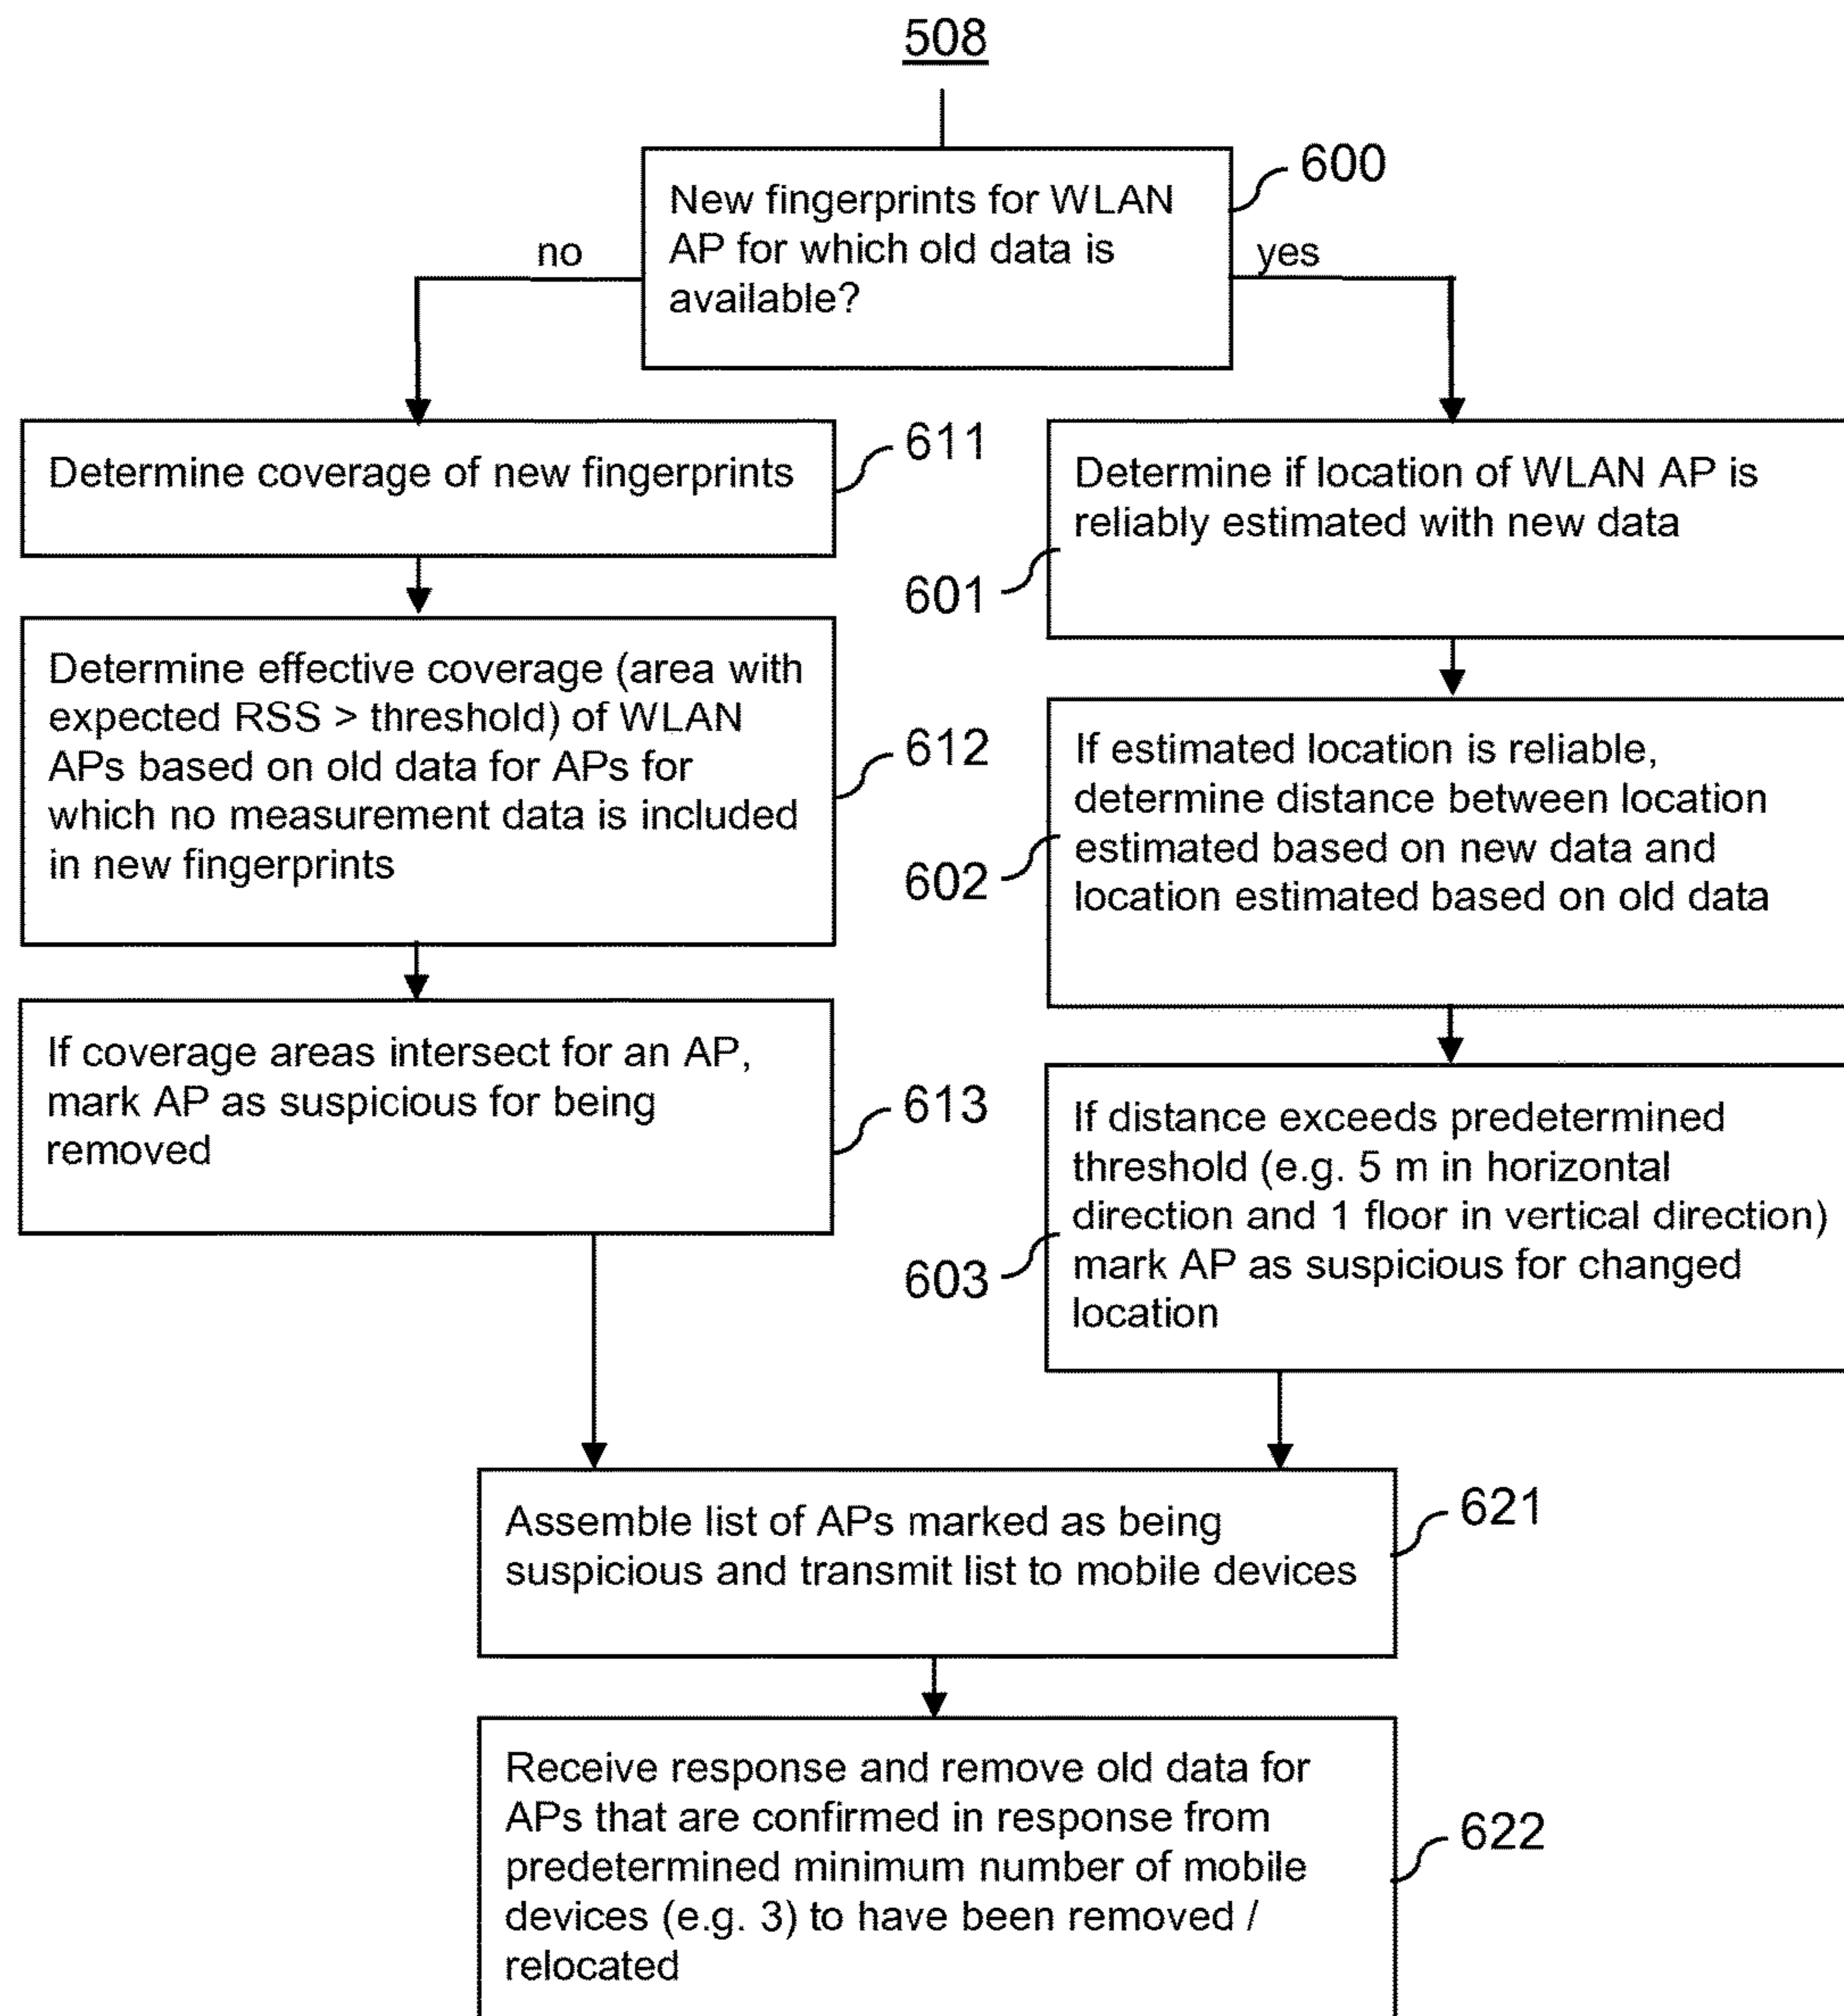 508
New fingerprints for WLAN
AP for which old data is
available?
600
no
yes
Determine coverage of new fingerprints
611
Determine effective coverage (area with
expected RSS > threshold) of WLAN
APs based on old data for APs for
which no measurement data is included
in new fingerprints
612
If coverage areas intersect for an AP,
mark AP as suspicious for being
removed
613
Determine if location of WLAN AP is
reliably estimated with new data
601
If estimated location is reliable,
determine distance between location
estimated based on new data and
location estimated based on old data
602
If distance exceeds predetermined
threshold (e.g. 5 m in horizontal
direction and 1 floor in vertical direction)
mark AP as suspicious for changed
location
603
Assemble list of APs marked as being
suspicious and transmit list to mobile devices
621
Receive response and remove old data for
APs that are confirmed in response from
predetermined minimum number of mobile
devices (e.g. 3) to have been removed /
relocated
622